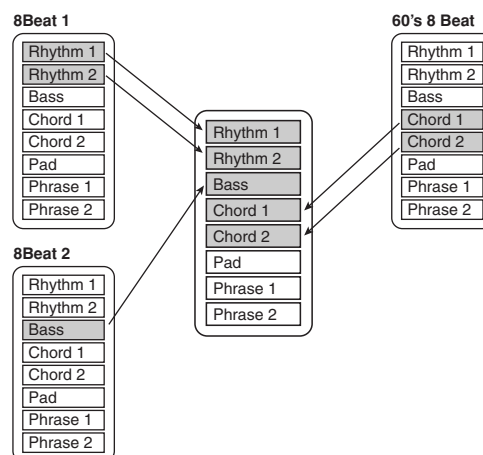 8Beat 1
Rhythm 1
Rhythm 2
Bass
Chord 1
Chord 2
Pad
Phrase 1
Phrase 2
8Beat 2
Rhythm 1
Rhythm 2
Bass
Chord 1
Chord 2
Pad
Phrase 1
Phrase 2
Rhythm 1
Rhythm 2
Bass
Chord 1
Chord 2
Pad
Phrase 1
Phrase 2
60's 8 Beat
Rhythm 1
Rhythm 2
Bass
Chord 1
Chord 2
Pad
Phrase 1
Phrase 2